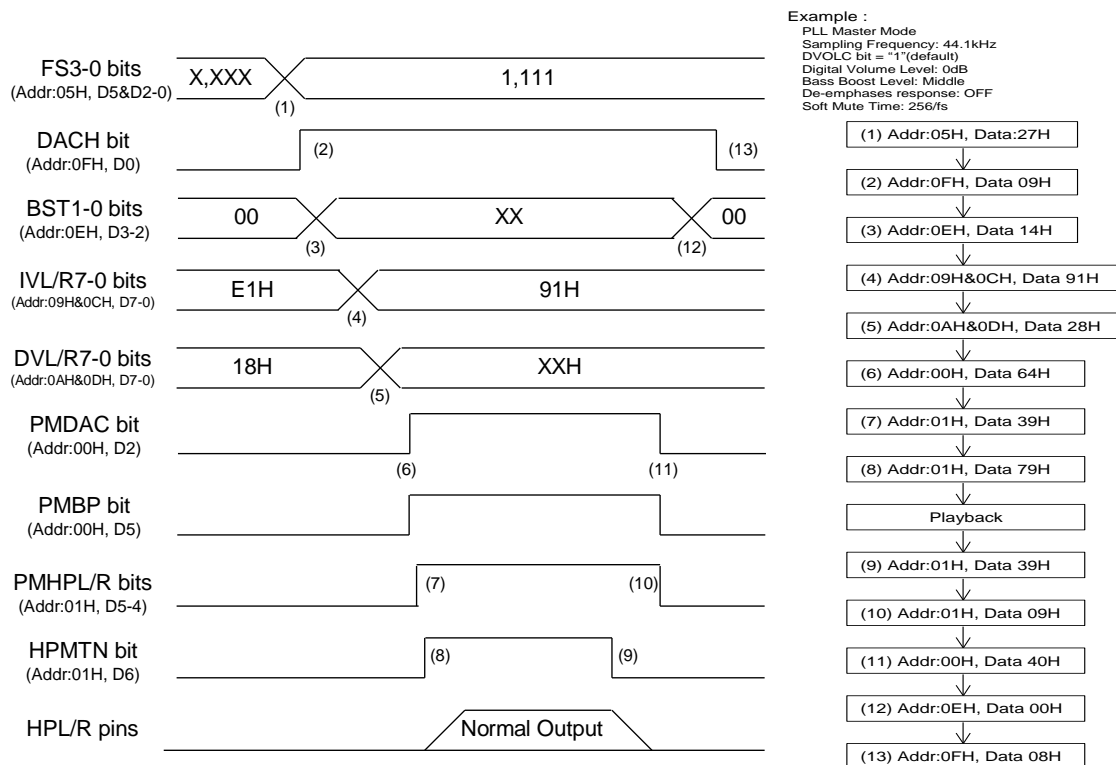 FS3-0 bits
(Addr:05H, D5&D2-0)
X,XXX
1,111
(1)
DACH bit
(Addr:0FH, D0)
(2)
(13)
BST1-0 bits
(Addr:0EH, D3-2)
00
XX
00
(3)
(12)
IVL/R7-0 bits
(Addr:09H&0CH, D7-0)
E1H
91H
(4)
DVL/R7-0 bits
(Addr:0AH&0DH, D7-0)
18H
XXH
(5)
PMDAC bit
(Addr:00H, D2)
(6)
(11)
PMBP bit
(Addr:00H, D5)
PMHPL/R bits
(Addr:01H, D5-4)
(7)
(10)
HPMTN bit
(Addr:01H, D6)
(8)
(9)
HPL/R pins
Normal Output
Example :
PLL Master Mode
Sampling Frequency: 44.1kHz
DVOLC bit = “1”(default)
Digital Volume Level: 0dB
Bass Boost Level: Middle
De-emphases response: OFF
Soft Mute Time: 256/fs
(1) Addr:05H, Data:27H
(2) Addr:0FH, Data 09H
(3) Addr:0EH, Data 14H
(4) Addr:09H&0CH, Data 91H
(5) Addr:0AH&0DH, Data 28H
(6) Addr:00H, Data 64H
(7) Addr:01H, Data 39H
(8) Addr:01H, Data 79H
Playback
(9) Addr:01H, Data 39H
(10) Addr:01H, Data 09H
(11) Addr:00H, Data 40H
(12) Addr:0EH, Data 00H
(13) Addr:0FH, Data 08H